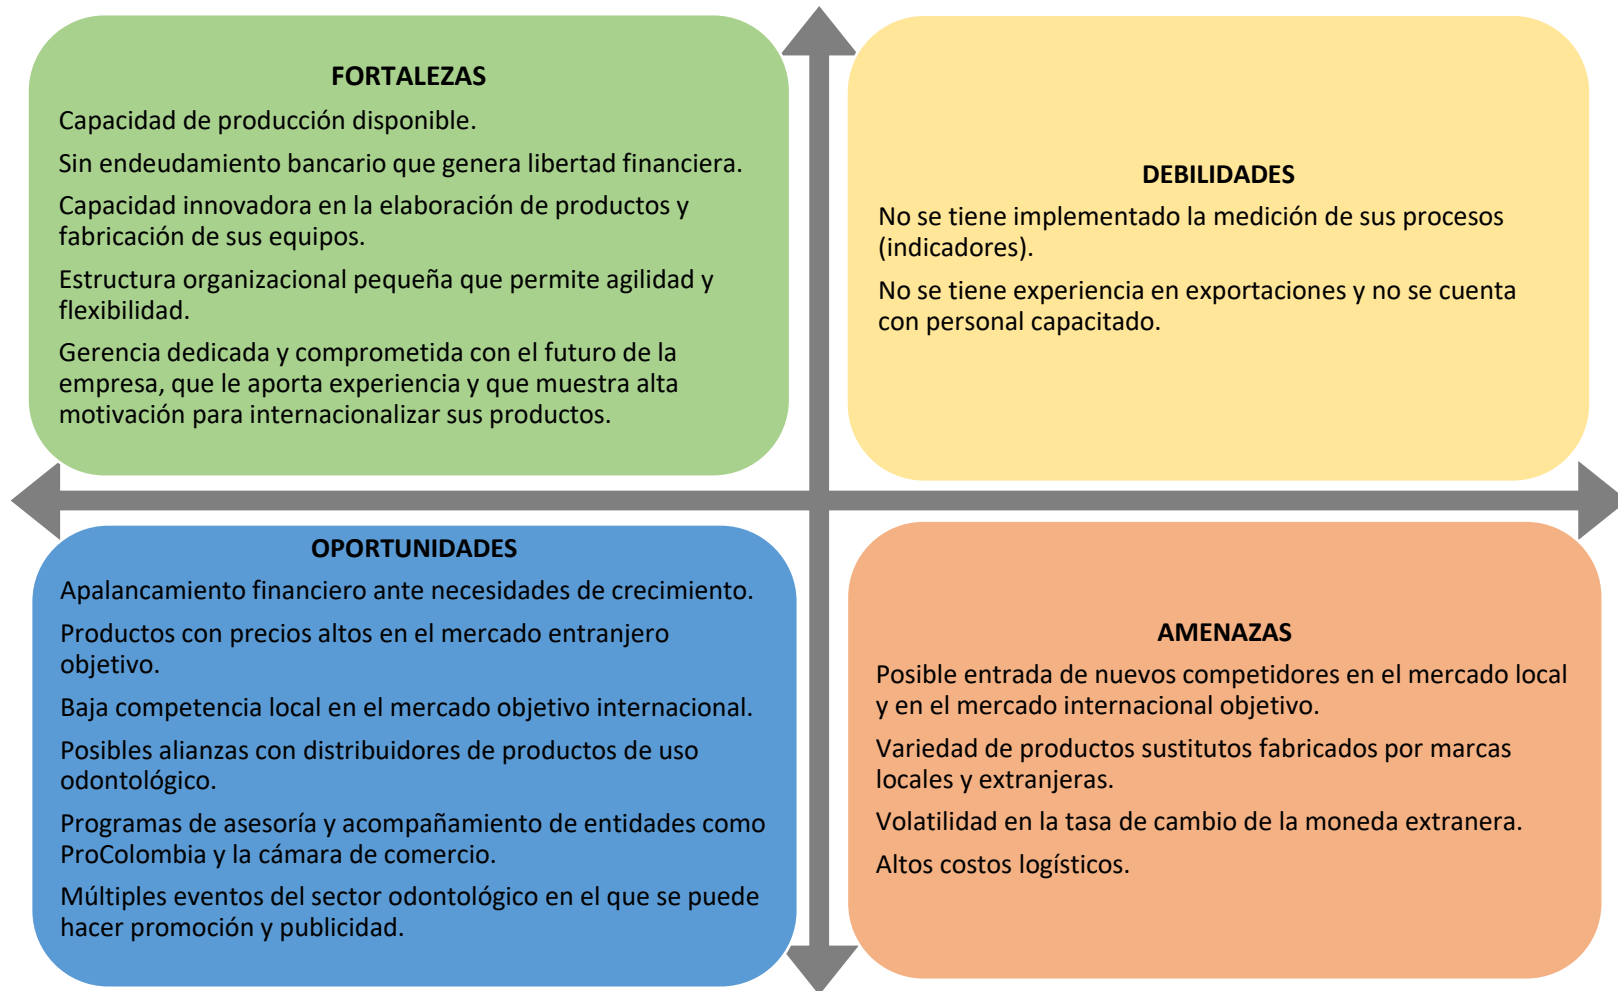 FORTALEZAS
Capacidad de producción disponible.
Sin endeudamiento bancario que genera libertad financiera.
Capacidad innovadora en la elaboración de productos y
fabricación de sus equipos.
Estructura organizacional pequeña que permite agilidad y
flexibilidad.
Gerencia dedicada y comprometida con el futuro de la
empresa, que le aporta experiencia y que muestra alta
motivación para internacionalizar sus productos.
DEBILIDADES
No se tiene implementado la medición de sus procesos
(indicadores).
No se tiene experiencia en exportaciones y no se cuenta
con personal capacitado.
OPORTUNIDADES
Apalancamiento financiero ante necesidades de crecimiento.
Productos con precios altos en el mercado entranjero
objetivo.
Baja competencia local en el mercado objetivo internacional.
Posibles alianzas con distribuidores de productos de uso
odontológico.
Programas de asesoría y acompañamiento de entidades como
ProColombia y la cámara de comercio.
Múltiples eventos del sector odontológico en el que se puede
hacer promoción y publicidad.
AMENAZAS
Posible entrada de nuevos competidores en el mercado local
y en el mercado internacional objetivo.
Variedad de productos sustitutos fabricados por marcas
locales y extranjeras.
Volatilidad en la tasa de cambio de la moneda extranera.
Altos costos logísticos.